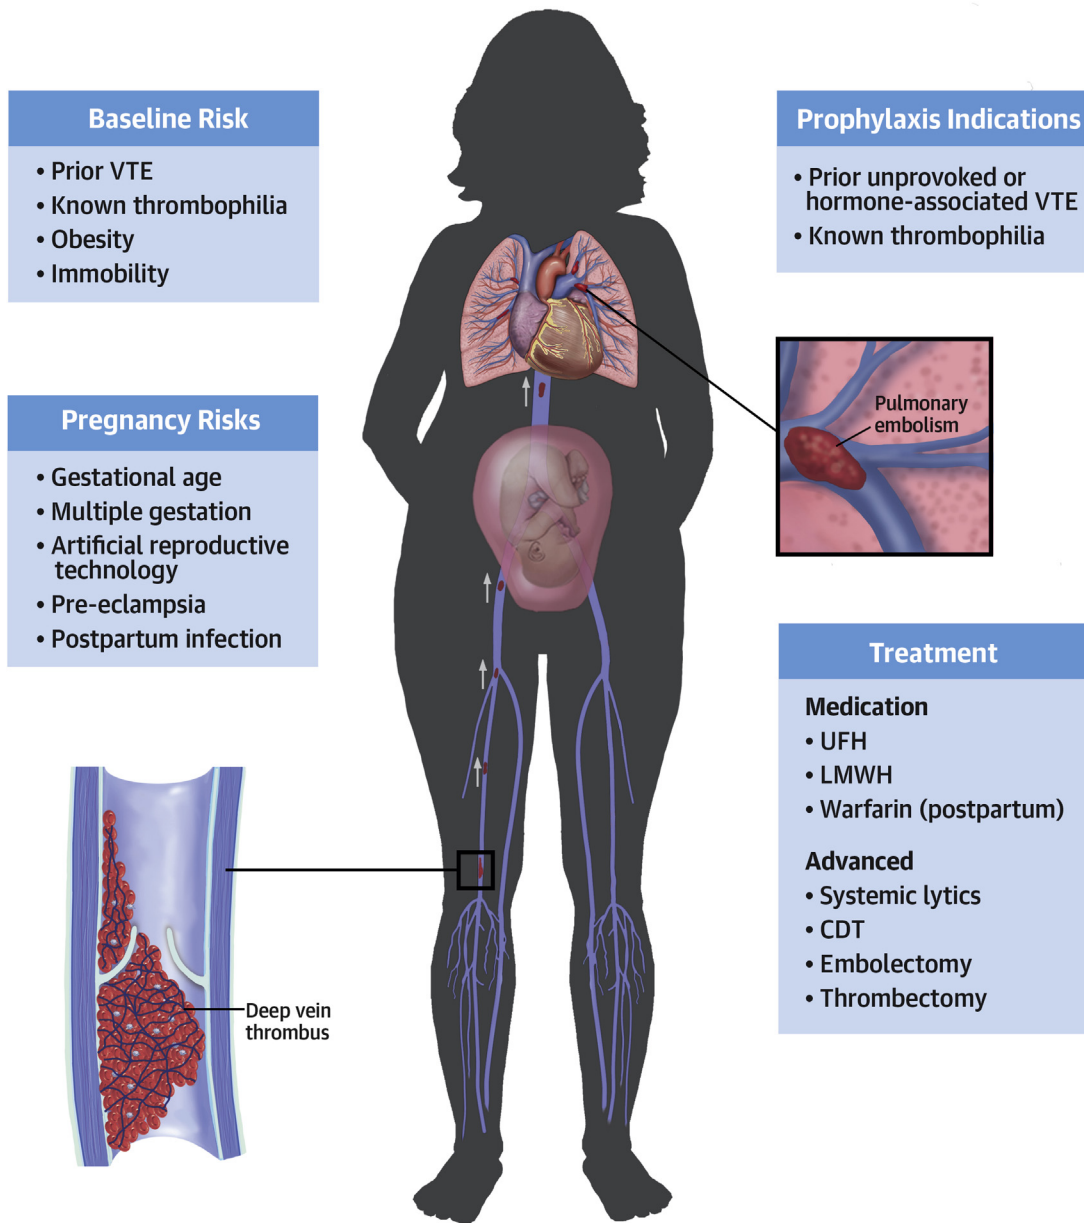 Baseline Risk
• Prior VTE
• Known thrombophilia
• Obesity
• Immobility
Pregnancy Risks
• Gestational age
• Multiple gestation
• Artificial reproductive
technology
• Pre-eclampsia
• Postpartum infection
Deep vein
thrombus
Prophylaxis Indications
• Prior unprovoked or
hormone-associated VTE
• Known thrombophilia
Pulmonary
embolism
Treatment
Medication
• UFH
• LMWH
• Warfarin (postpartum)
Advanced
• Systemic lytics
• CDT
• Embolectomy
• Thrombectomy